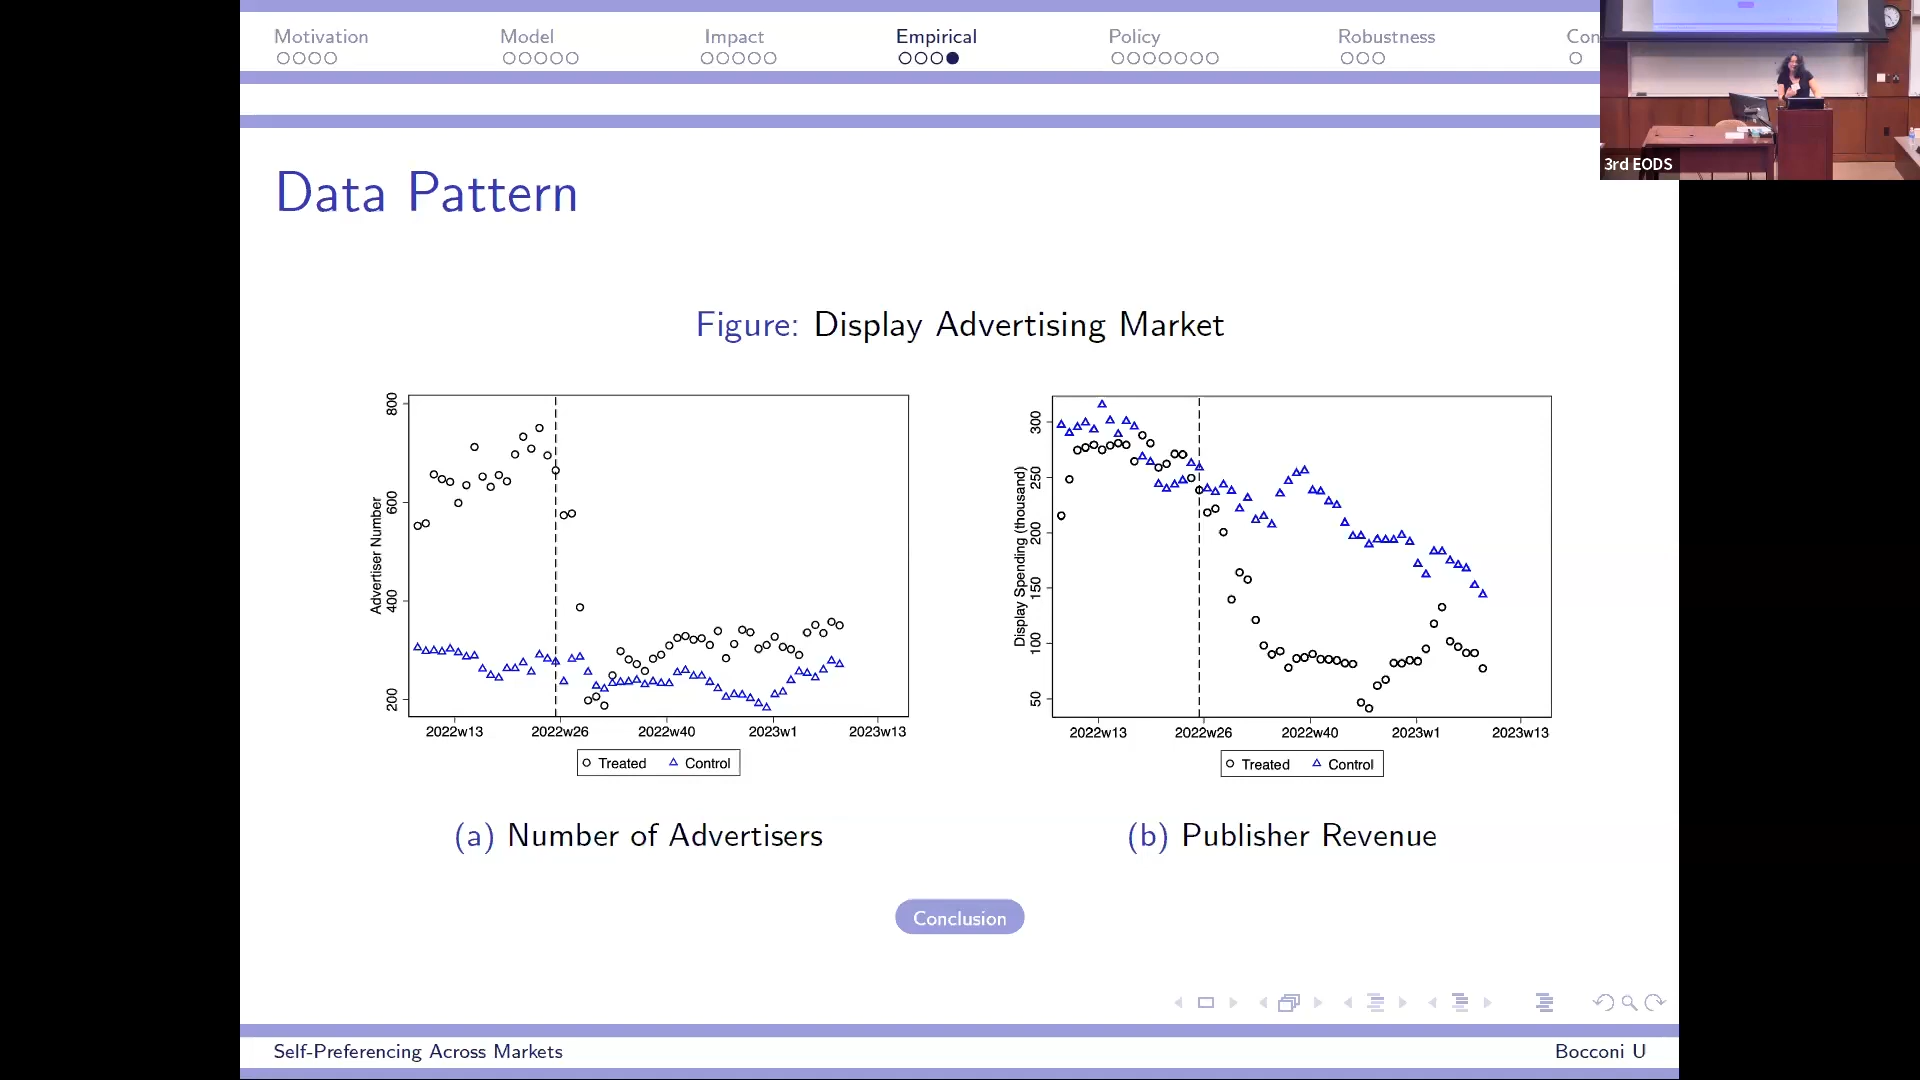 Motivation
Model
Impact
Empirical
Policy
Robustness
Con
3rd EODS
Data Pattern
Figure: Display Advertising Market
Advertiser Number
800
600
400
200
2022w13
2022w26
2022w40
2023w1
2023w13
Treated
Control
(a) Number of Advertisers
Display Spending (thousand)
300
250
200
150
100
50
2022w13
2022w26
2022w40
2023w1
2023w13
Treated
Control
(b) Publisher Revenue
Conclusion
Self-Preferencing Across Markets
Bocconi U